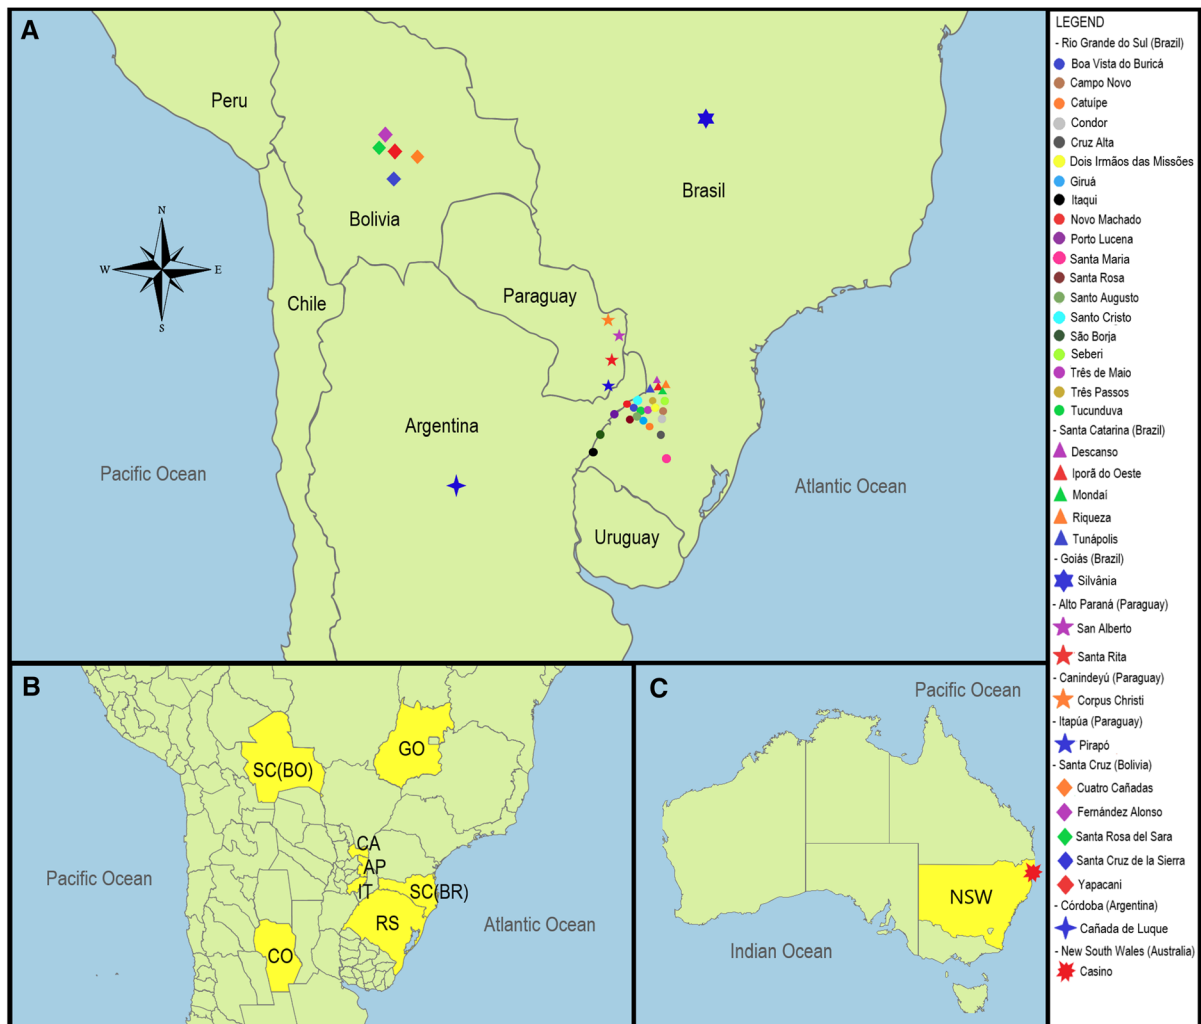 A
Peru
Brasil
Bolivia
N
W
E
S
Chile
Paraguay
Argentina
Pacific Ocean
Atlantic Ocean
Uruguay
LEGEND
- Rio Grande do Sul (Brazil)
Boa Vista do Buricá
Campo Novo
Catuípe
Condor
Cruz Alta
Dois Irmãos das Missões
Giruá
Itaqui
Novo Machado
Porto Lucena
Santa Maria
Santa Rosa
Santo Augusto
Santo Cristo
São Borja
Seberi
Três de Maio
Três Passos
Tucunduva
- Santa Catarina (Brazil)
Descanso
Iporã do Oeste
Mondaí
Riqueza
Tunápolis
- Goiás (Brazil)
Silvânia
- Alto Paraná (Paraguay)
San Alberto
Santa Rita
- Canindeyú (Paraguay)
Corpus Christi
- Itapúa (Paraguay)
Pirapó
- Santa Cruz (Bolivia)
Cuatro Cañadas
Fernández Alonso
Santa Rosa del Sara
Santa Cruz de la Sierra
Yapacani
- Córdoba (Argentina)
Cañada de Luque
- New South Wales (Australia)
Casino
B
GO
SC(BO)
CA
AP
IT
SC(BR)
RS
CO
Pacific Ocean
Atlantic Ocean
C
Pacific Ocean
NSW
Indian Ocean